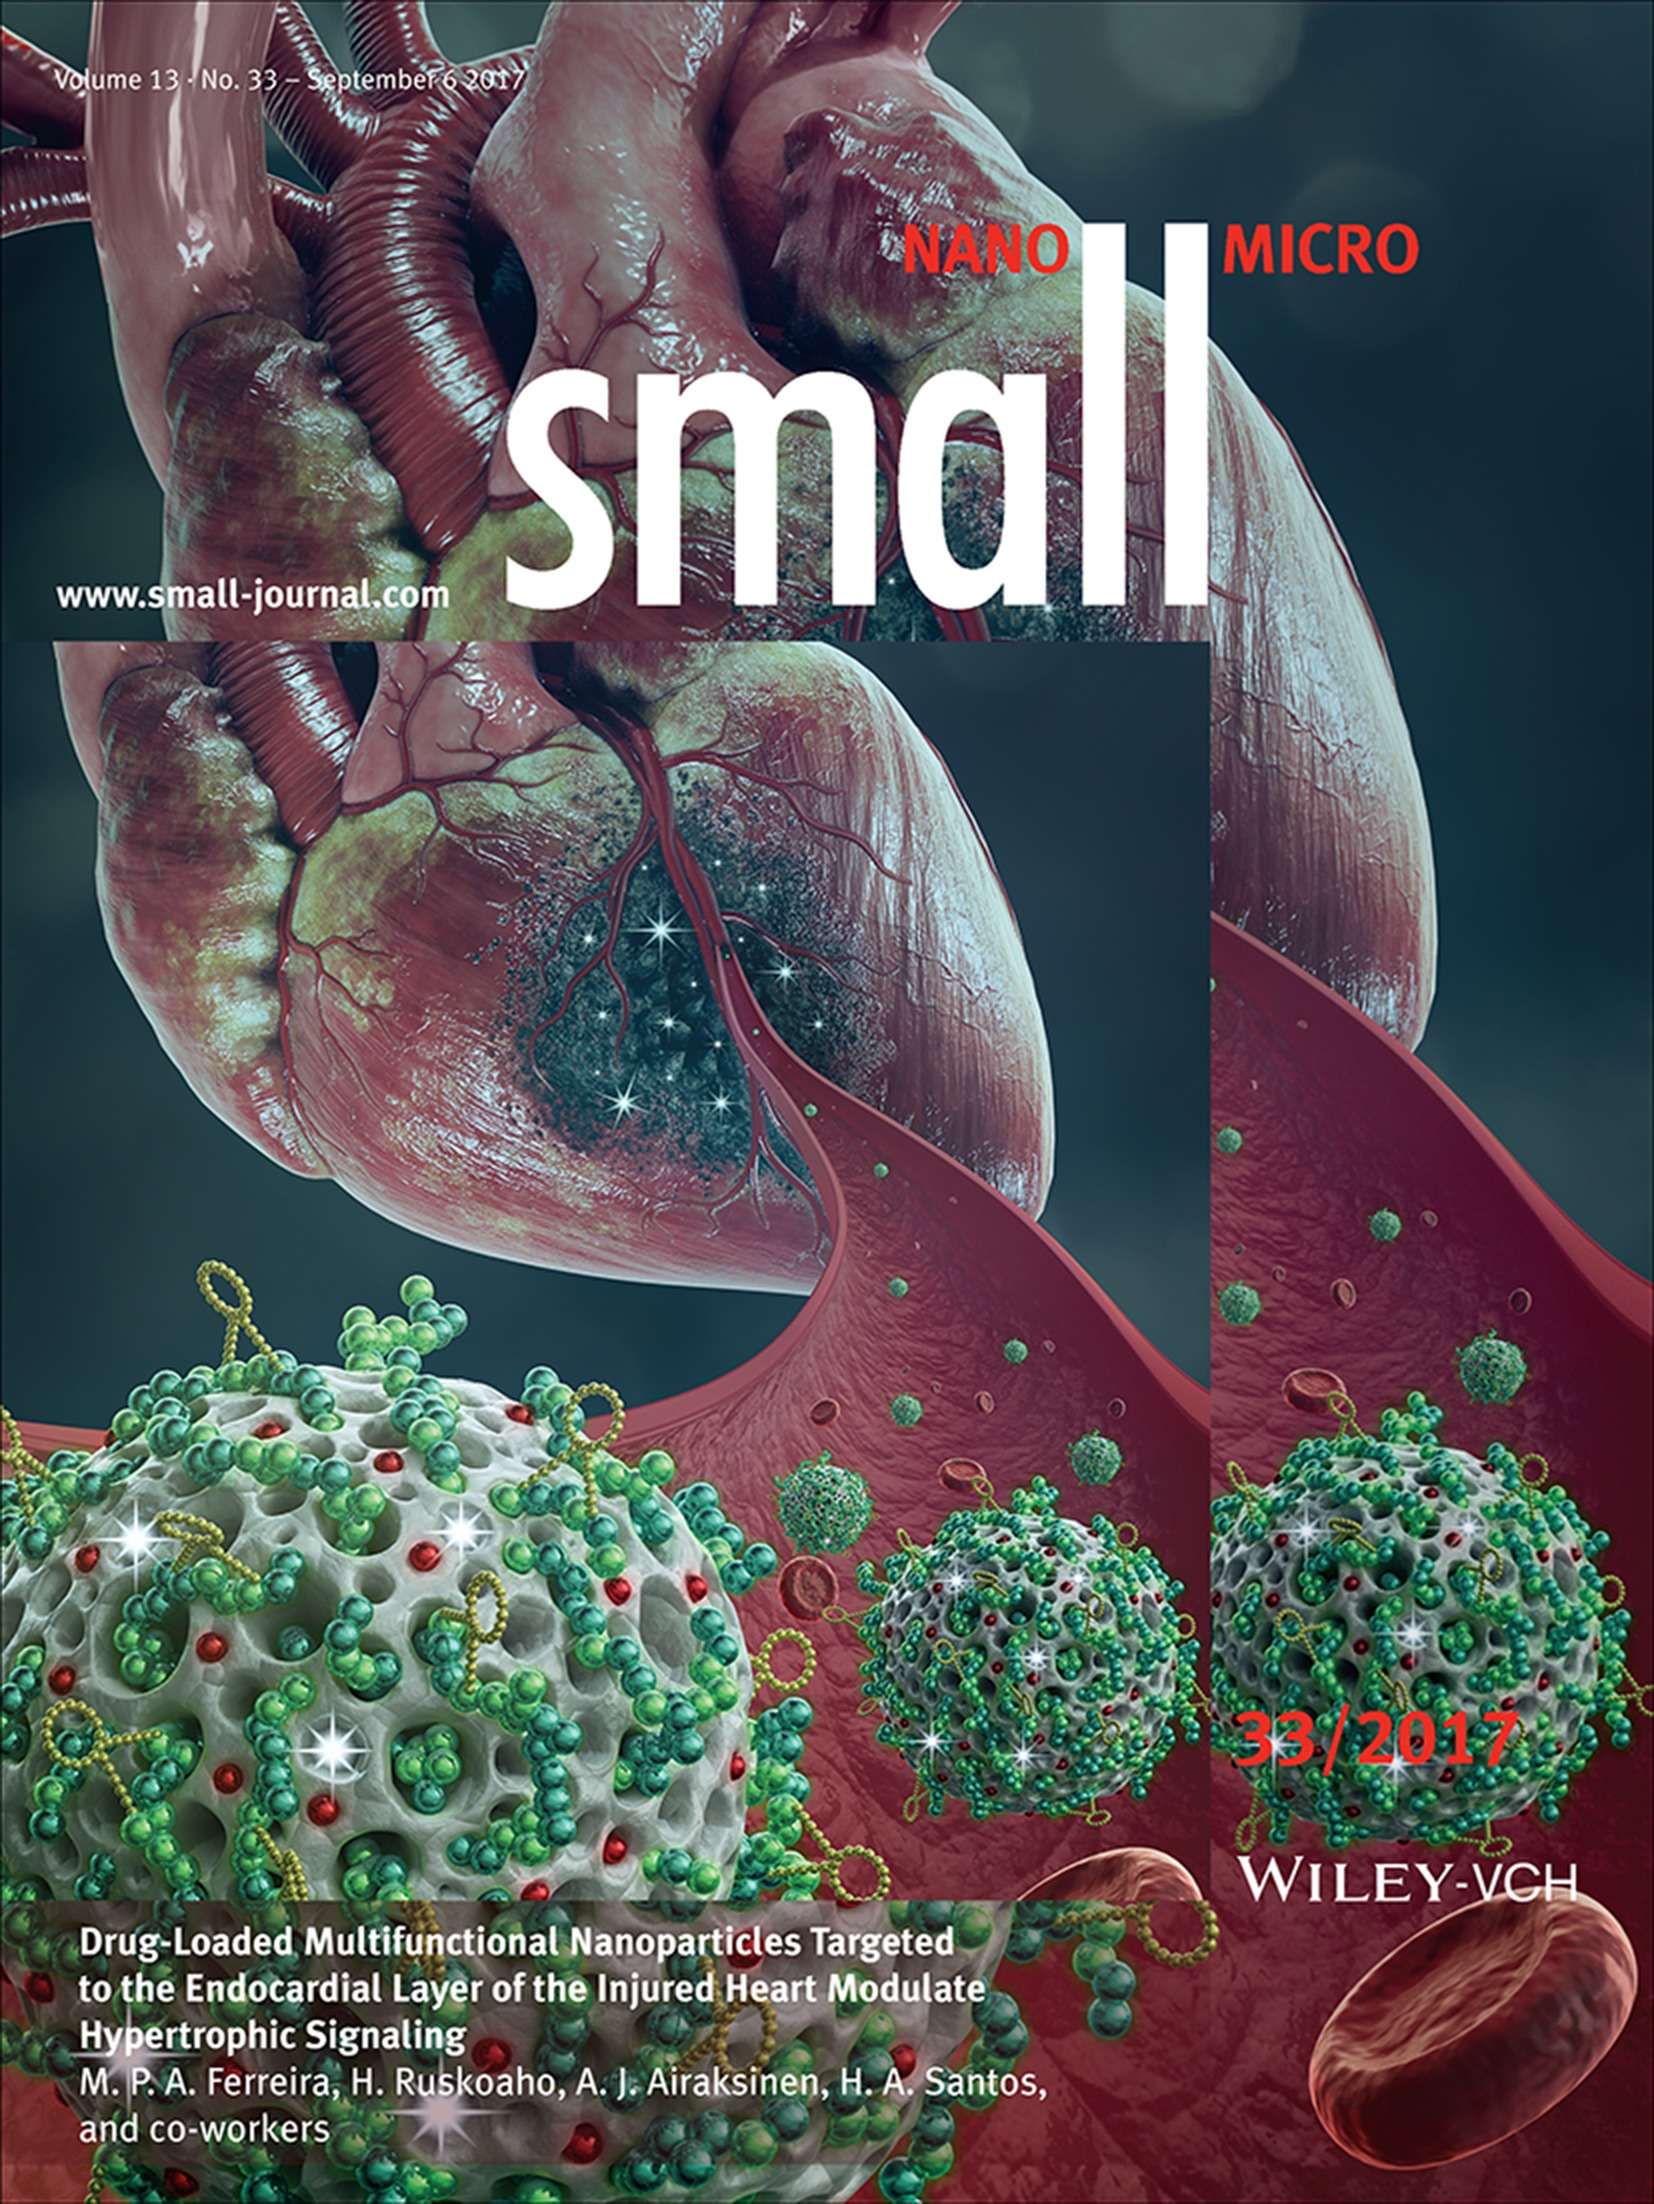 Volume 13 · No. 33 – September 6 2017
NANO MICRO
small
www.small-journal.com
33/2017
WILEY-VCH
Drug-Loaded Multifunctional Nanoparticles Targeted
to the Endocardial Layer of the Injured Heart Modulate
Hypertrophic Signaling
M. P. A. Ferreira, H. Ruskoaho, A. J. Airaksinen, H. A. Santos,
and co-workers